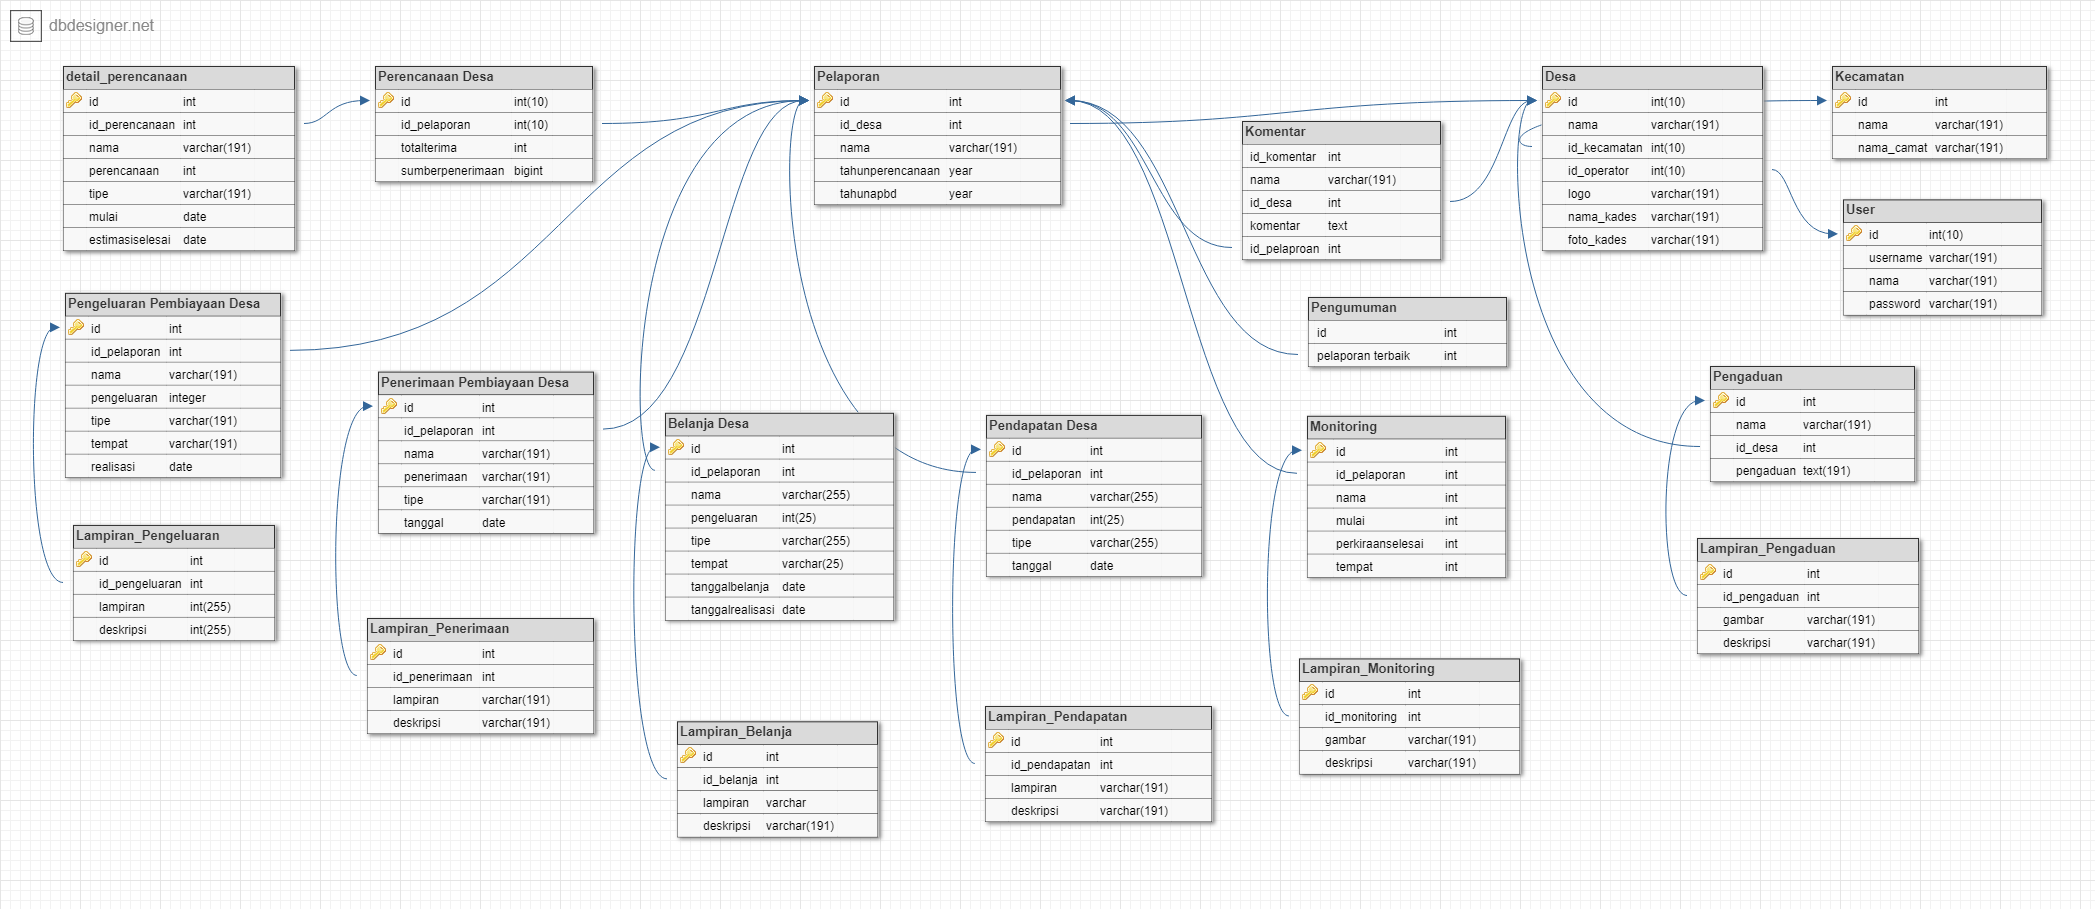 dbdesigner.net
detail_perencanaan
id int
id_perencanaan int
nama varchar(191)
perencanaan int
tipe varchar(191)
mulai date
estimasiselesai date
Perencanaan Desa
id int(10)
id_pelaporan int(10)
totalterima int
sumberpenerimaan bigint
Pelaporan
id int
id_desa int
nama varchar(191)
tahunperencanaan year
tahunapbd year
Komentar
id_komentar int
nama varchar(191)
id_desa int
komentar text
id_pelaproan int
Desa
id int(10)
nama varchar(191)
id_kecamatan int(10)
id_operator int(10)
logo varchar(191)
nama_kades varchar(191)
foto_kades varchar(191)
Kecamatan
id int
nama varchar(191)
nama_camat varchar(191)
User
id int(10)
username varchar(191)
nama varchar(191)
password varchar(191)
Pengeluaran Pembiayaan Desa
id int
id_pelaporan int
nama varchar(191)
pengeluaran integer
tipe varchar(191)
tempat varchar(191)
realisasi date
Penerimaan Pembiayaan Desa
id int
id_pelaporan int
nama varchar(191)
penerimaan varchar(191)
tipe varchar(191)
tanggal date
Belanja Desa
id int
id_pelaporan int
nama varchar(255)
pengeluaran int(25)
tipe varchar(255)
tempat varchar(25)
tanggalbelanja date
tanggalrealisasi date
Pendapatan Desa
id int
id_pelaporan int
nama varchar(255)
pendapatan int(25)
tipe varchar(255)
tanggal date
Pengumuman
id int
pelaporan terbaik int
Monitoring
id int
id_pelaporan int
nama int
mulai int
perkiraanselesai int
tempat int
Pengaduan
id int
nama varchar(191)
id_desa int
pengaduan text(191)
Lampiran_Pengeluaran
id int
id_pengeluaran int
lampiran int(255)
deskripsi int(255)
Lampiran_Penerimaan
id int
id_penerimaan int
lampiran varchar(191)
deskripsi varchar(191)
Lampiran_Belanja
id int
id_belanja int
lampiran varchar
deskripsi varchar(191)
Lampiran_Pendapatan
id int
id_pendapatan int
lampiran varchar(191)
deskripsi varchar(191)
Lampiran_Monitoring
id int
id_monitoring int
gambar varchar(191)
deskripsi varchar(191)
Lampiran_Pengaduan
id int
id_pengaduan int
gambar varchar(191)
deskripsi varchar(191)